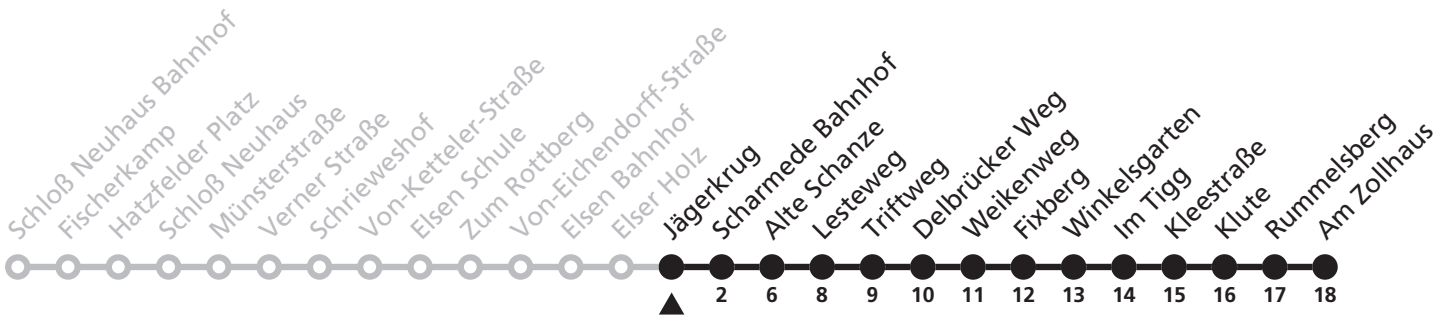 Schloß Neuhaus Bahnhof
Fischerkamp
Hatzfelder Platz
Schloß Neuhaus
Münsterstraße
Verner Straße
Schrieweshof
Von-Ketteler-Straße
Elsen Schule
Zum Rottberg
Von-Eichendorff-Straße
Elsen Bahnhof
Elser Holz
Jägerkrug
Scharmede Bahnhof
Alte Schanze
Lesteweg
Triftweg
Delbrücker Weg
Weikenweg
Fixberg
Winkelsgarten
Im Tigg
Kleestraße
Klute
Rummelsberg
Am Zollhaus
2 6 8 9 10 11 12 13 14 15 16 17 18